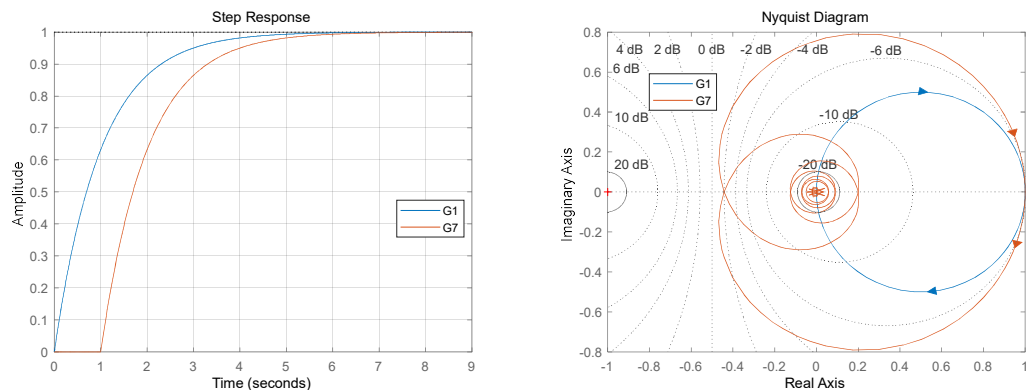 Step Response
Amplitude
1
0.9
0.8
0.7
0.6
0.5
0.4
0.3
0.2
0.1
0
0 1 2 3 4 5 6 7 8 9
Time (seconds)
G1
G7
Nyquist Diagram
Imaginary Axis
0.8
0.6
0.4
0.2
0
-0.2
-0.4
-0.6
-0.8
4 dB 2 dB 0 dB -2 dB -4 dB -6 dB
6 dB
G1
G7
10 dB -10 dB
20 dB -20 dB
-1 -0.8 -0.6 -0.4 -0.2 0 0.2 0.4 0.6 0.8 1
Real Axis